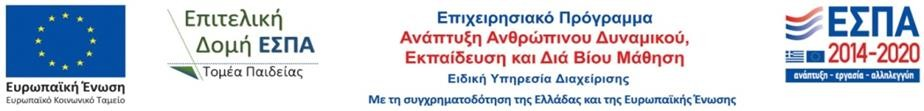 Ευρωπαϊκή Ένωση
Ευρωπαϊκό Κοινωνικό Ταμείο
Επιτελική
Δομή ΕΣΠΑ
Τομέα Παιδείας
Επιχειρησιακό Πρόγραμμα
Ανάπτυξη Ανθρώπινου Δυναμικού,
Εκπαίδευση και Διά Βίου Μάθηση
Ειδική Υπηρεσία Διαχείρισης
Με τη συγχρηματοδότηση της Ελλάδας και της Ευρωπαϊκής Ένωσης
ΕΣΠΑ
2014-2020
ανάπτυξη - εργασία - αλληλεγγύη